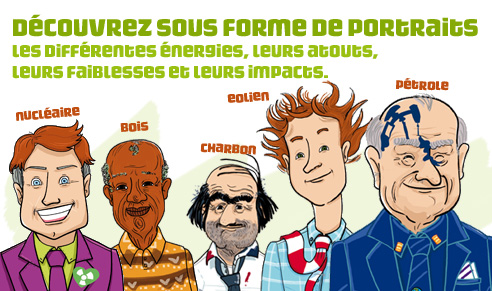 Découvrez sous forme de portraits
les différentes énergies, leurs atouts,
leurs faiblesses et leurs impacts.
nucléaire
Bois
charbon
eolien
pétrole